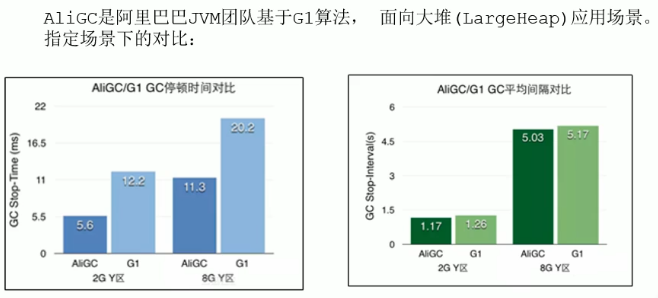 AliGC是阿里巴巴JVM团队基于G1算法， 面向大堆(LargeHeap)应用场景。
指定场景下的对比：
AliGC/G1 GC停顿时间对比
GC Stop-Time (ms)
22
16.5
11
5.5
0
5.6
12.2
11.3
20.2
AliGC
G1
AliGC
G1
2G Y区
8G Y区
AliGC/G1 GC平均间隔对比
GC Stop-Interval(s)
6
4.5
3
1.5
0
1.17
1.26
5.03
5.17
AliGC
G1
AliGC
G1
2G Y区
8G Y区